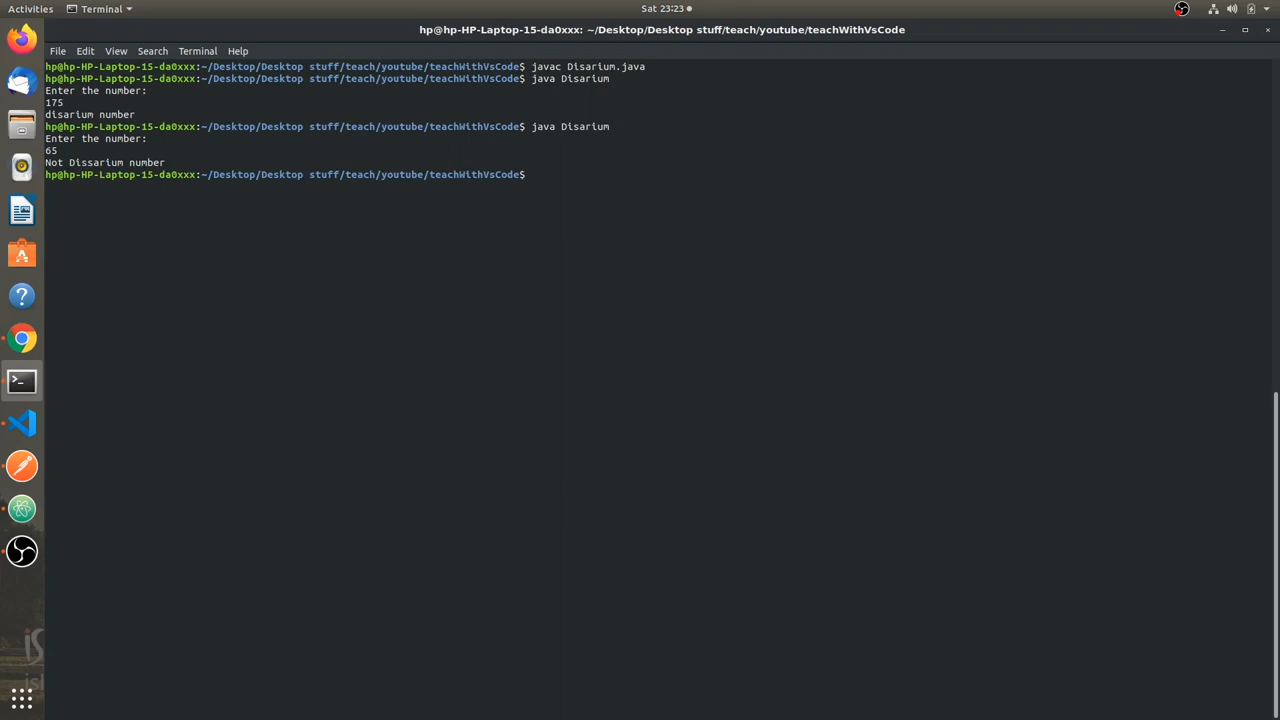 Activities Terminal Sat 23:23
hp@hp-HP-Laptop-15-da0xxx: ~/Desktop/Desktop stuff/teach/youtube/teachWithVsCode
File Edit View Search Terminal Help
hp@hp-HP-Laptop-15-da0xxx:~/Desktop/Desktop stuff/teach/youtube/teachWithVsCode$ javac Disarium.java
hp@hp-HP-Laptop-15-da0xxx:~/Desktop/Desktop stuff/teach/youtube/teachWithVsCode$ java Disarium
Enter the number:
175
disarium number
hp@hp-HP-Laptop-15-da0xxx:~/Desktop/Desktop stuff/teach/youtube/teachWithVsCode$ java Disarium
Enter the number:
65
Not Dissarium number
hp@hp-HP-Laptop-15-da0xxx:~/Desktop/Desktop stuff/teach/youtube/teachWithVsCode$